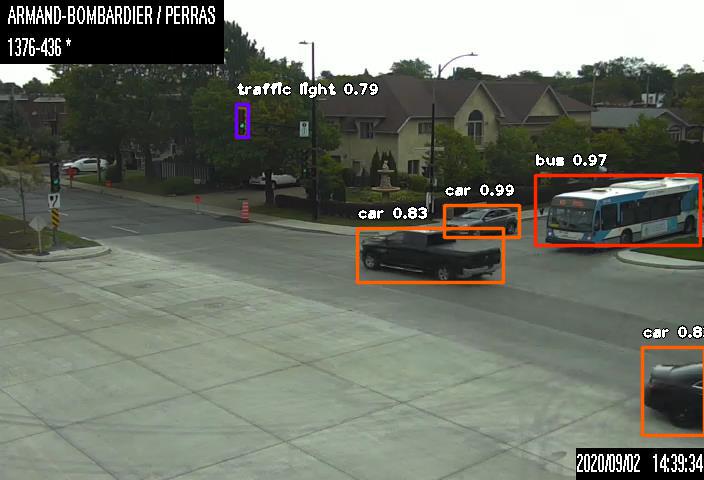 ARMAND-BOMBARDIER / PERRAS
1376-436 *
traffic light 0.79
bus 0.97
car 0.99
car 0.83
car 0.8
2020/09/02 14:39:34